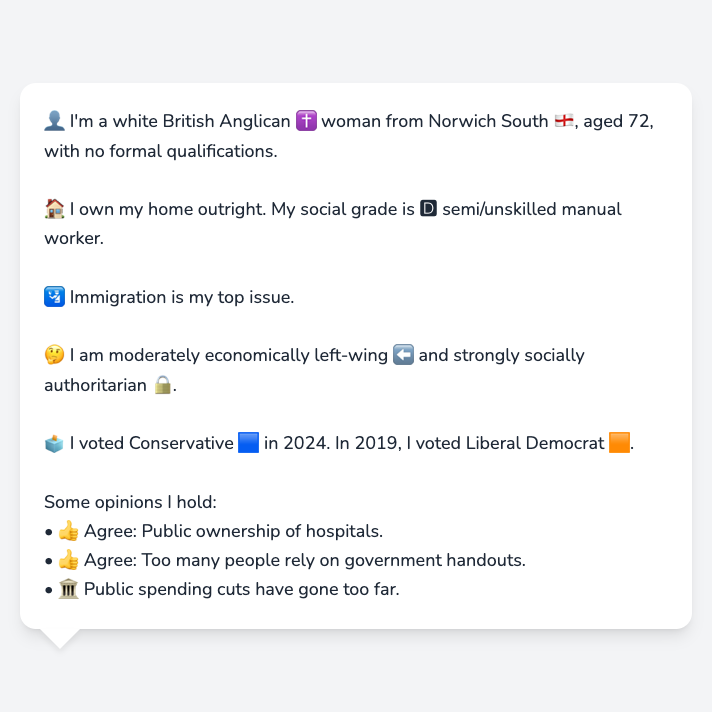 👤 I'm a white British Anglican ✝️ woman from Norwich South 🏴󠁧󠁢󠁥󠁮󠁧󠁿, aged 72,
with no formal qualifications.
🏠 I own my home outright. My social grade is 🅳 semi/unskilled manual
worker.
🛂 Immigration is my top issue.
🤔 I am moderately economically left-wing ⬅️ and strongly socially
authoritarian 🔒.
🗳️ I voted Conservative 🟦 in 2024. In 2019, I voted Liberal Democrat 🟧.
Some opinions I hold:
• 👍 Agree: Public ownership of hospitals.
• 👍 Agree: Too many people rely on government handouts.
• 🏛️ Public spending cuts have gone too far.